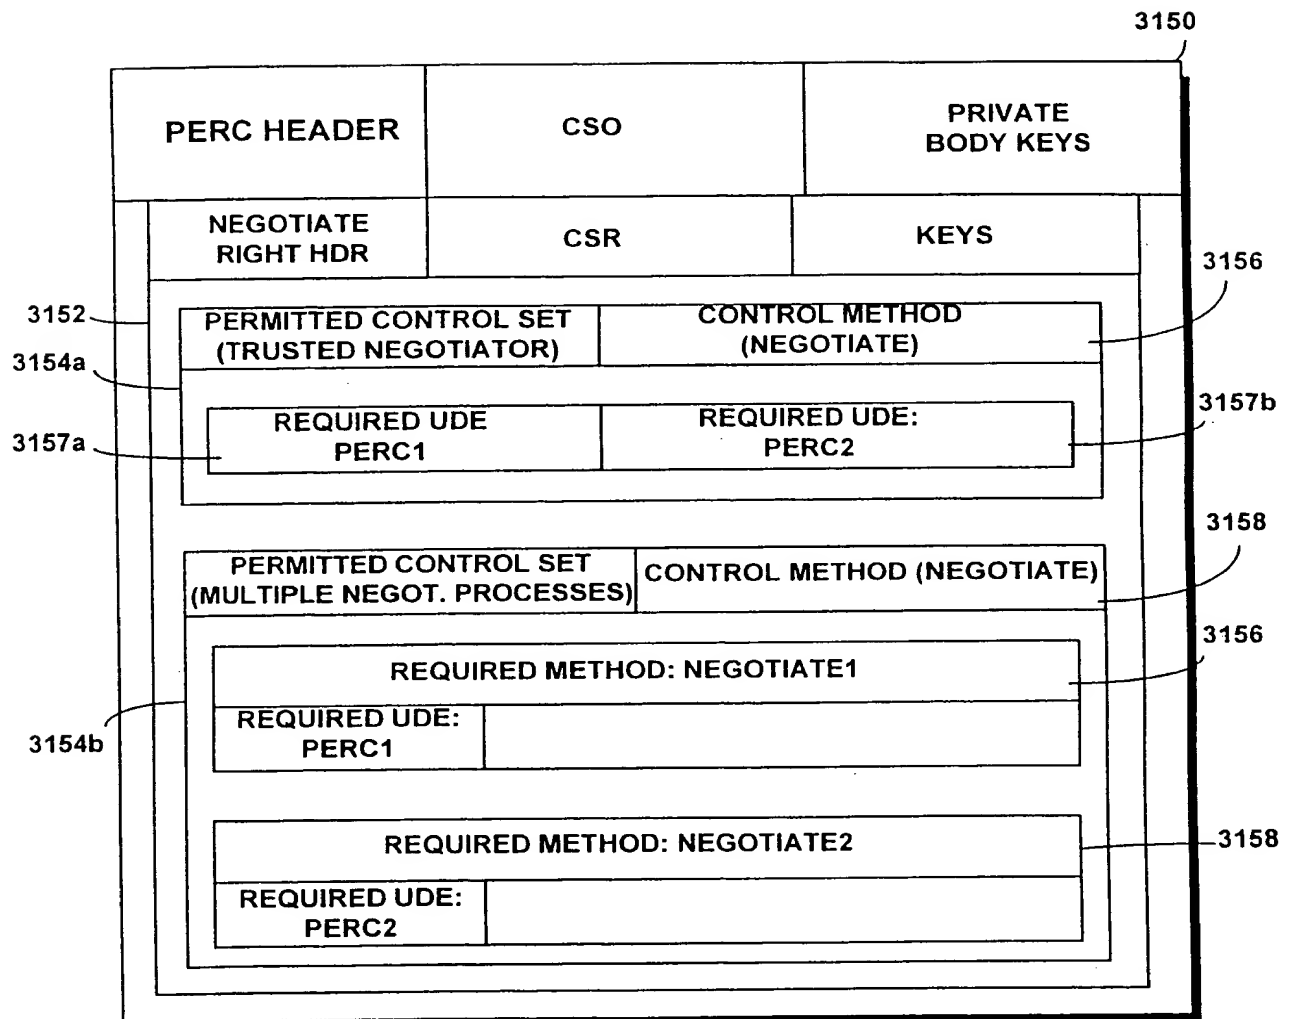 3150
PERC HEADER
CSO
PRIVATE
BODY KEYS
NEGOTIATE
RIGHT HDR
CSR
KEYS
3156
3152
PERMITTED CONTROL SET
(TRUSTED NEGOTIATOR)
CONTROL METHOD
(NEGOTIATE)
3154a
REQUIRED UDE
PERC1
REQUIRED UDE:
PERC2
3157b
3157a
3158
PERMITTED CONTROL SET
(MULTIPLE NEGOT. PROCESSES)
CONTROL METHOD (NEGOTIATE)
3156
REQUIRED METHOD: NEGOTIATE1
REQUIRED UDE:
PERC1
3154b
REQUIRED METHOD: NEGOTIATE2
3158
REQUIRED UDE:
PERC2